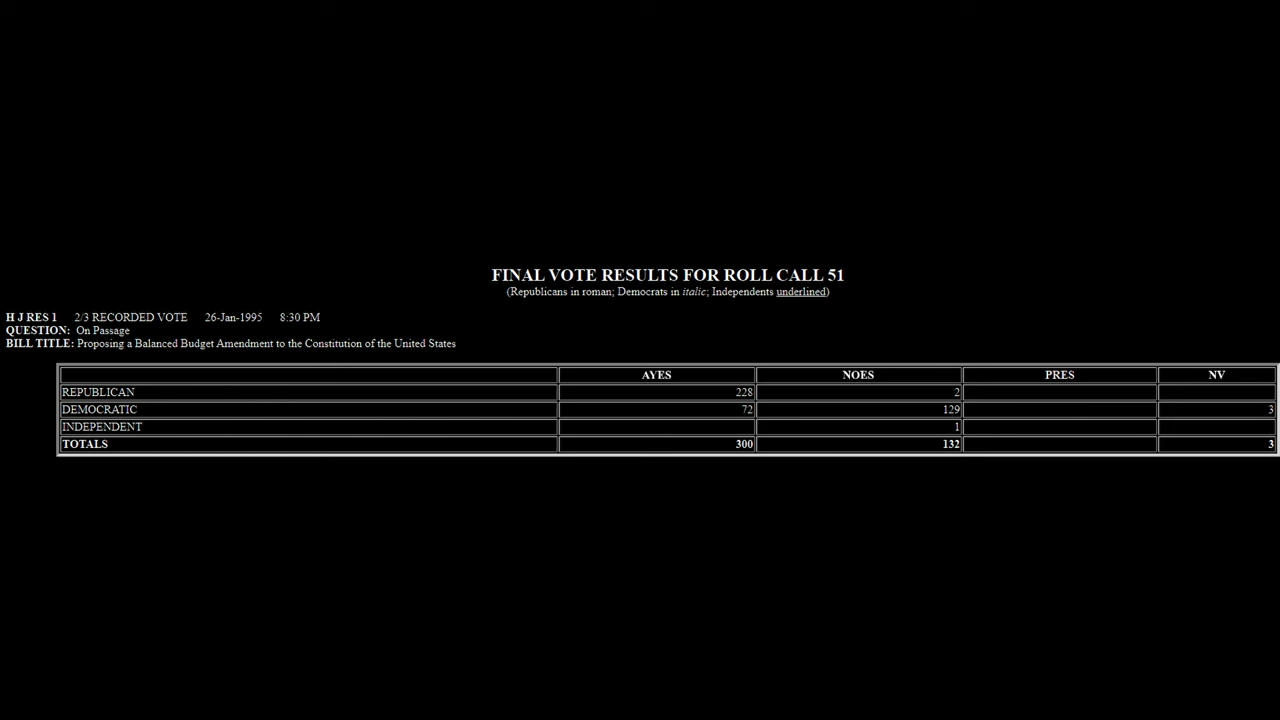 FINAL VOTE RESULTS FOR ROLL CALL 51
(Republicans in roman; Democrats in italic; Independents underlined)
H J RES 1 2/3 RECORDED VOTE 26-Jan-1995 8:30 PM
QUESTION: On Passage
BILL TITLE: Proposing a Balanced Budget Amendment to the Constitution of the United States
AYES NOES PRES NV
REPUBLICAN 228 2
DEMOCRATIC 72 129 3
INDEPENDENT 1
TOTALS 300 132 3